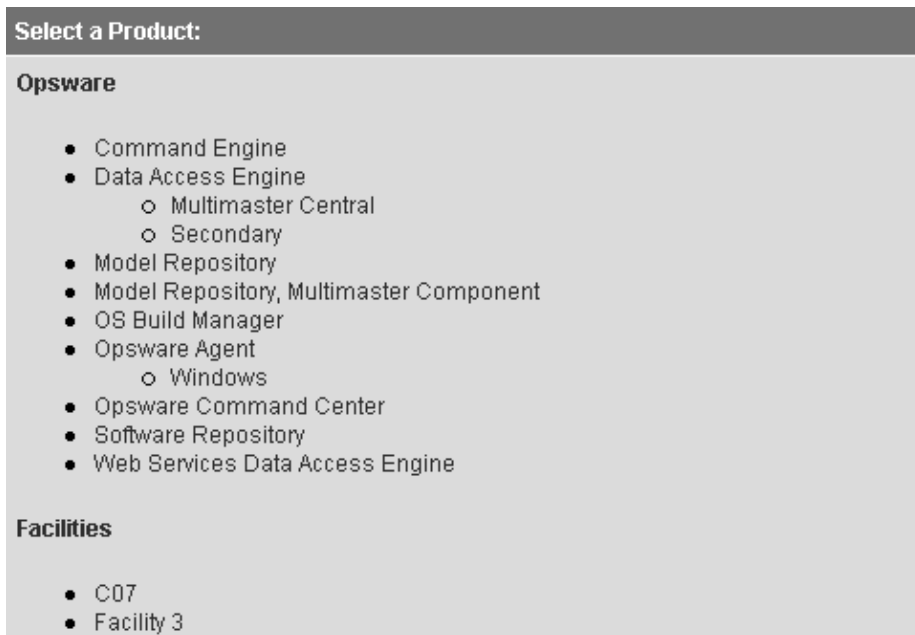 Select a Product:
Opsware
Command Engine
Data Access Engine
Multimaster Central
Secondary
Model Repository
Model Repository, Multimaster Component
OS Build Manager
Opsware Agent
Windows
Opsware Command Center
Software Repository
Web Services Data Access Engine
Facilities
C07
Facility 3